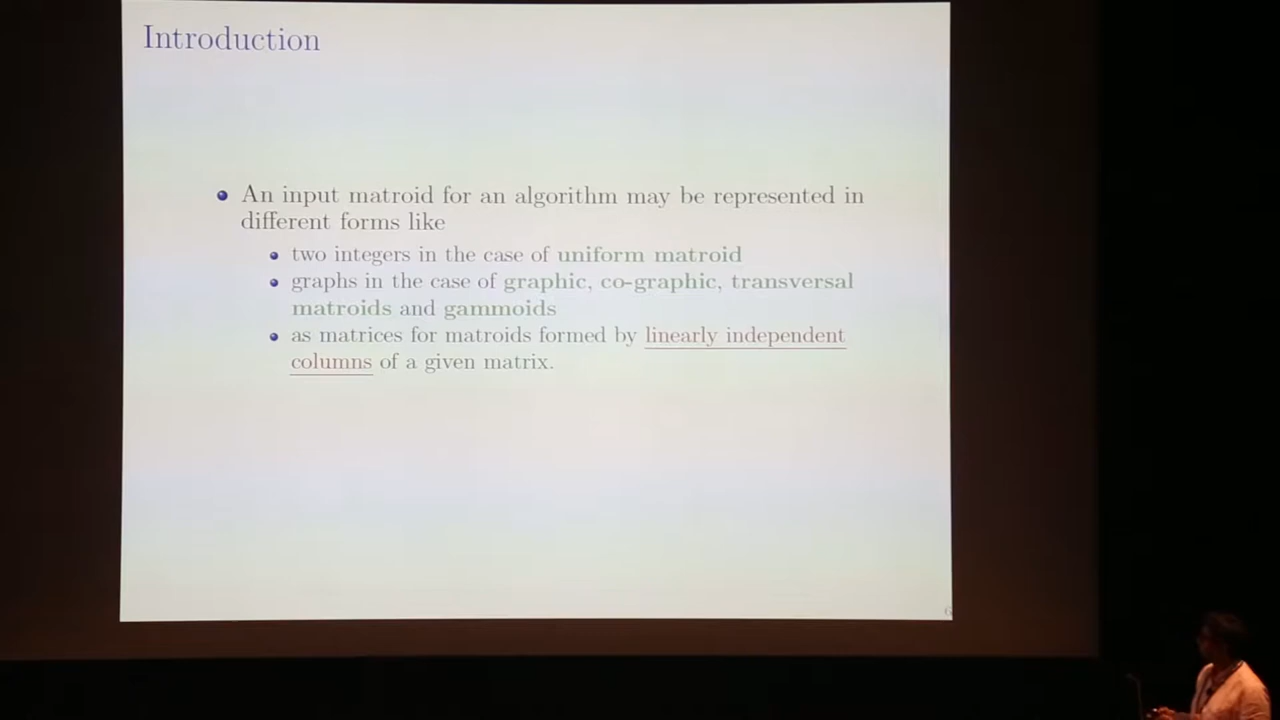 Introduction
An input matroid for an algorithm may be represented in
different forms like
two integers in the case of uniform matroid
graphs in the case of graphic, co-graphic, transversal
matroids and gammoids
as matrices for matroids formed by linearly independent
columns of a given matrix.
6